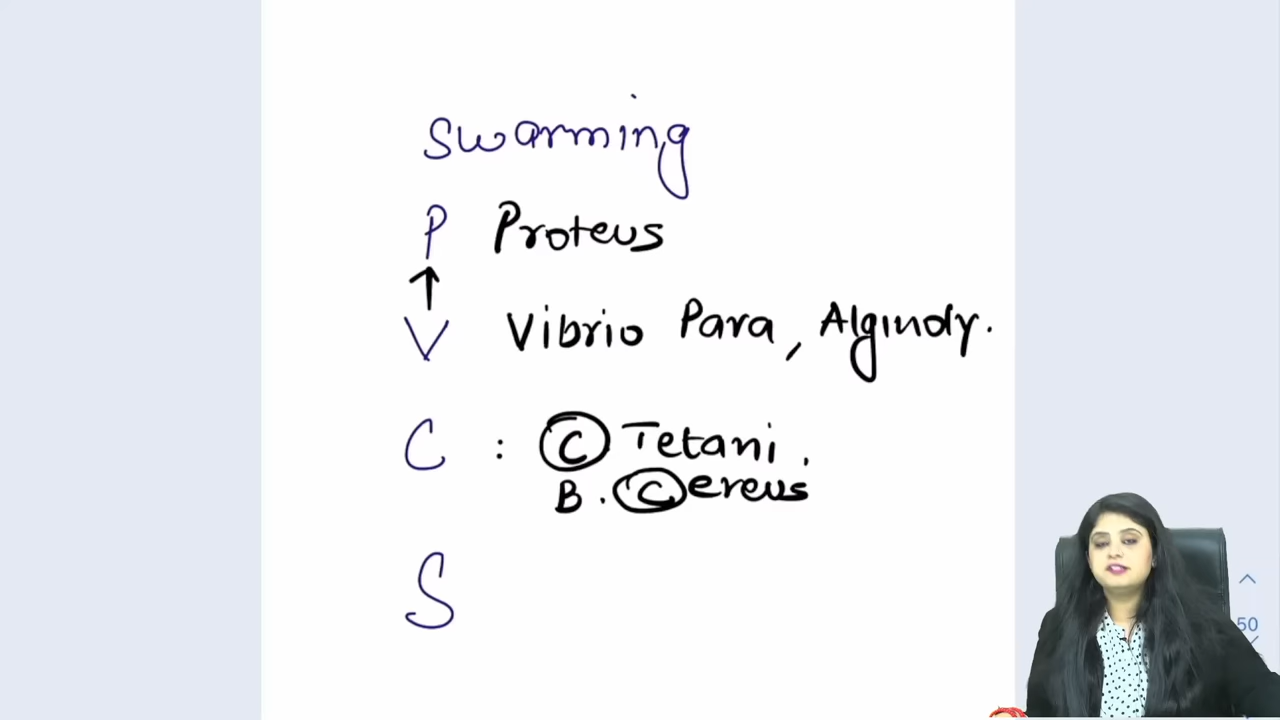 Swarming
P Proteus
↑
V Vibrio Para, Algindy.
C : C Tetani.
B. Cereus
S
50